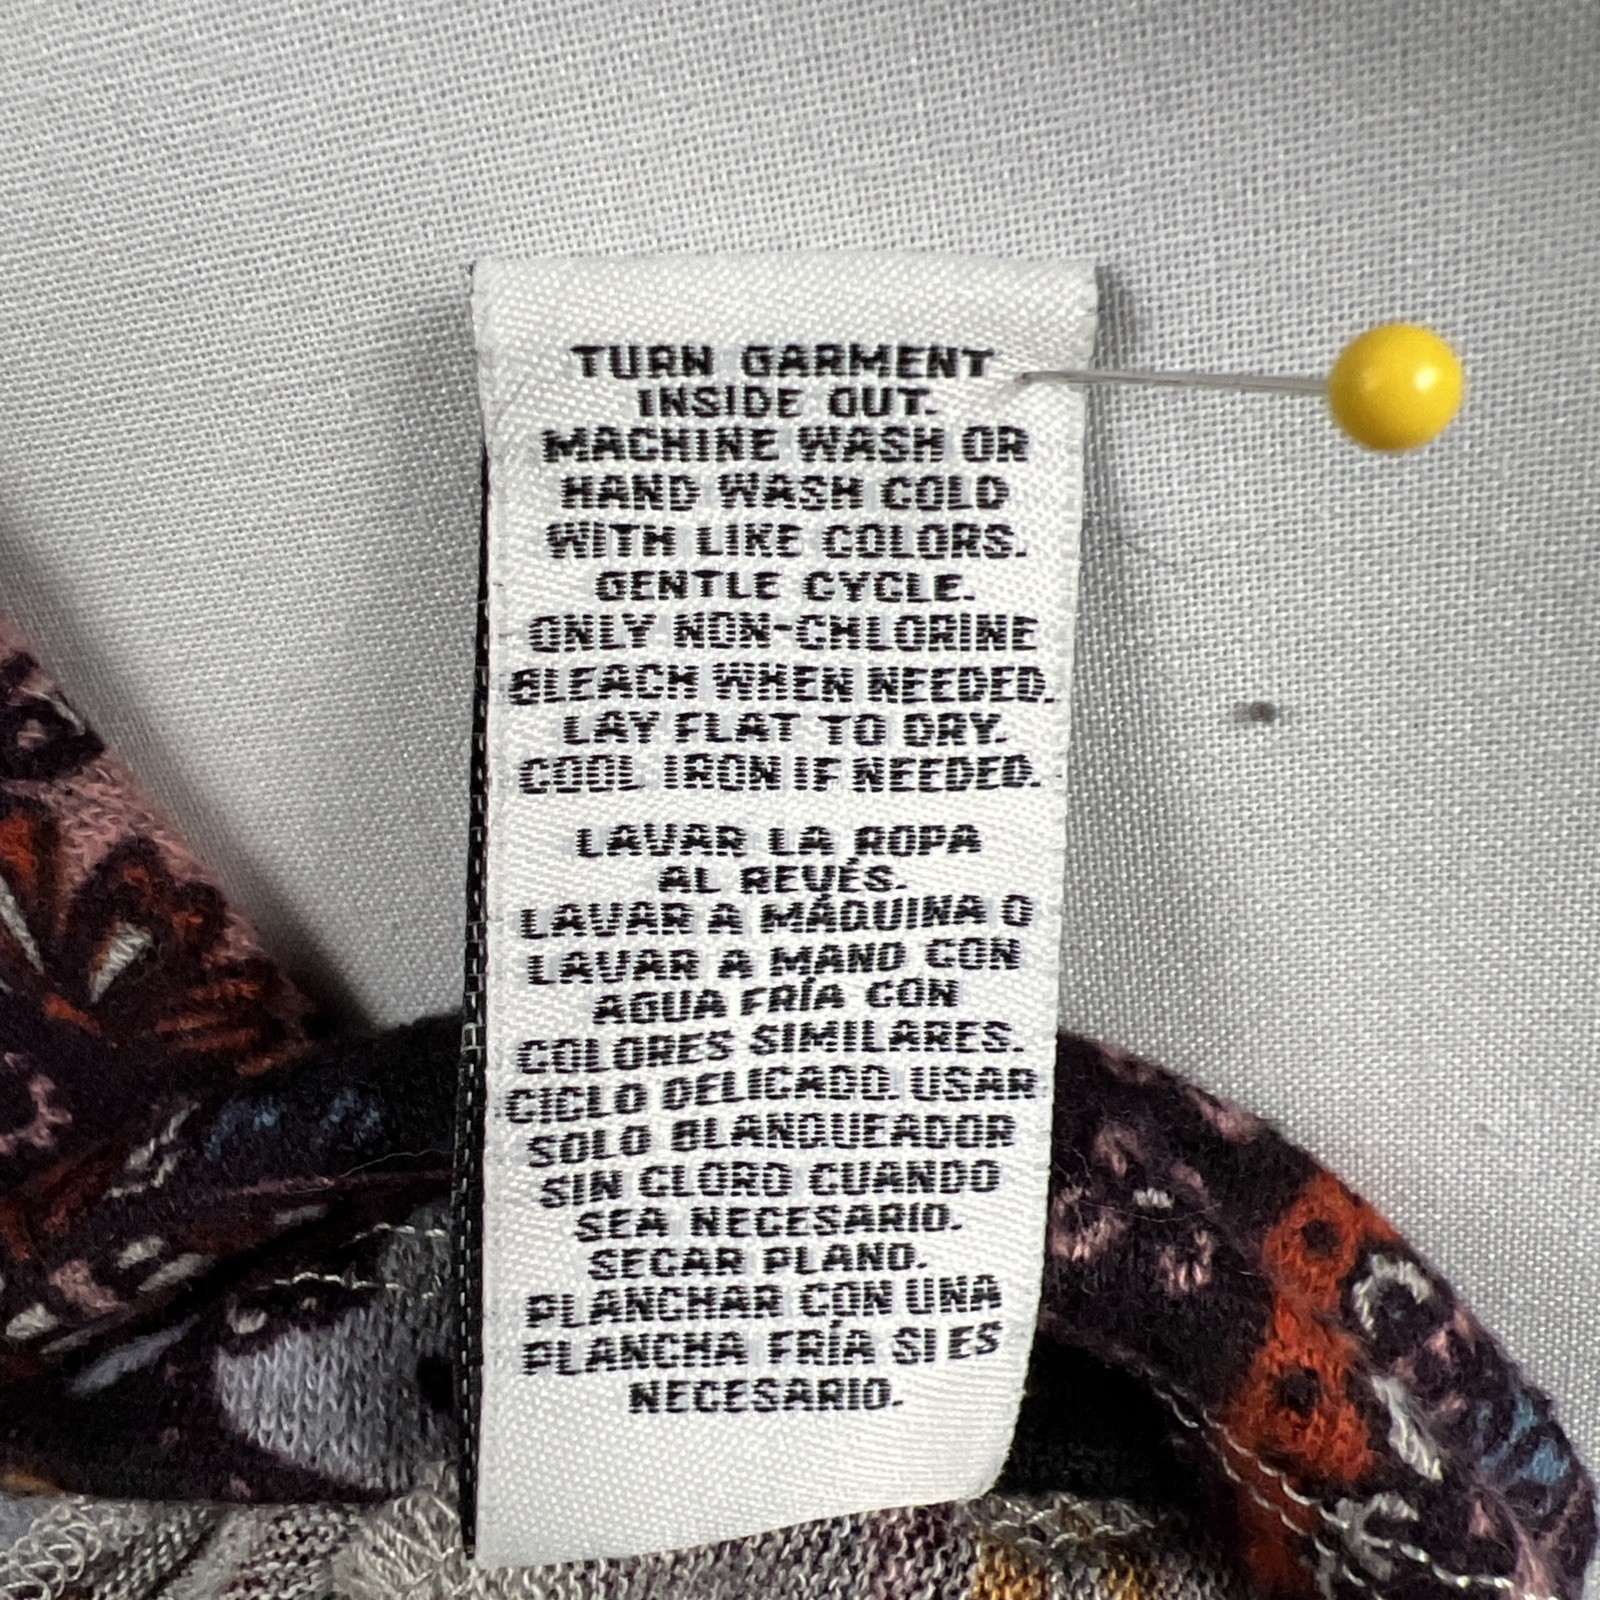 TURN GARMENT
INSIDE OUT.
MACHINE WASH OR
HAND WASH COLD
WITH LIKE COLORS.
GENTLE CYCLE.
ONLY NON-CHLORINE
BLEACH WHEN NEEDED.
LAY FLAT TO DRY.
COOL IRON IF NEEDED.
LAVAR LA ROPA
AL REVÉS.
LAVAR A MÁQUINA O
LAVAR A MANO CON
AGUA FRÍA CON
COLORES SIMILARES.
CICLO DELICADO. USAR
SOLO BLANQUEADOR
SIN CLORO CUANDO
SEA NECESARIO.
SECAR PLANO.
PLANCHAR CON UNA
PLANCHA FRÍA SI ES
NECESARIO.